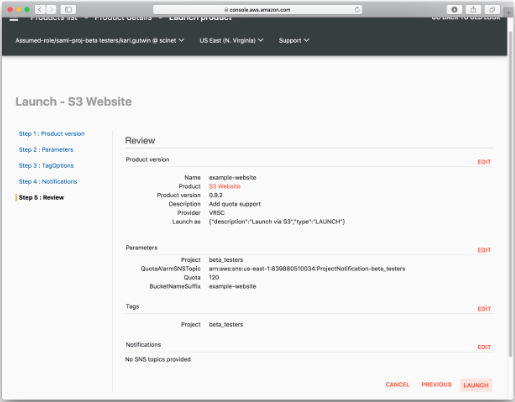 console.aws.amazon.com
Products list
Product details
Launch product
GO BACK TO OLD LOOK
Assumed-role/sami-proj-beta testers/kari.gutwin @ scinet
US East (N. Virginia)
Support
Launch - S3 Website
Step 1 : Product version
Step 2 : Parameters
Step 3 : TagOptions
Step 4 : Notifications
Step 5 : Review
Review
Product version EDIT
Name example-website
Product S3 Website
Product version 0.9.2
Description Add quota support
Provider VRSC
Launch as {"description":"Launch via S3","type":"LAUNCH"}
Parameters EDIT
Project beta_testers
QuotaAlarmSNSTopic arn:aws:sns:us-east-1:839880510034:ProjectNotification-beta_testers
Quota 120
BucketNameSuffix example-website
Tags EDIT
Project beta_testers
Notifications EDIT
No SNS topics provided
CANCEL PREVIOUS LAUNCH